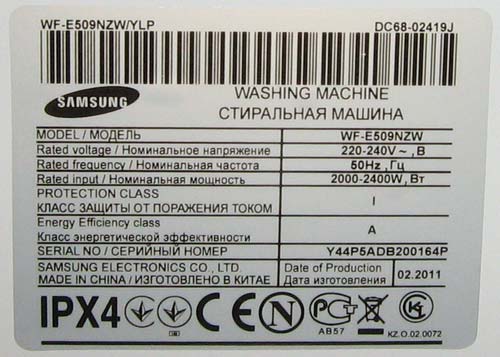 WF-E509NZW/YLP DC68-02419J
SAMSUNG
WASHING MACHINE
СТИРАЛЬНАЯ МАШИНА
MODEL / МОДЕЛЬ WF-E509NZW
Rated voltage / Номинальное напряжение 220-240V ~ , В
Rated frequency / Номинальная частота 50Hz , Гц
Rated input / Номинальная мощность 2000-2400W, Вт
PROTECTION CLASS
КЛАСС ЗАЩИТЫ ОТ ПОРАЖЕНИЯ ТОКОМ I
Energy Efficiency class
Класс энергетической эффективности A
SERIAL NO / СЕРИЙНЫЙ НОМЕР Y44P5ADB200164P
SAMSUNG ELECTRONICS CO., LTD.
MADE IN CHINA / ИЗГОТОВЛЕНО В КИТАЕ
Date of Production
Дата изготовления 02.2011
IPX4 CE N РСТ
АВ57 KZ.O.02.0072